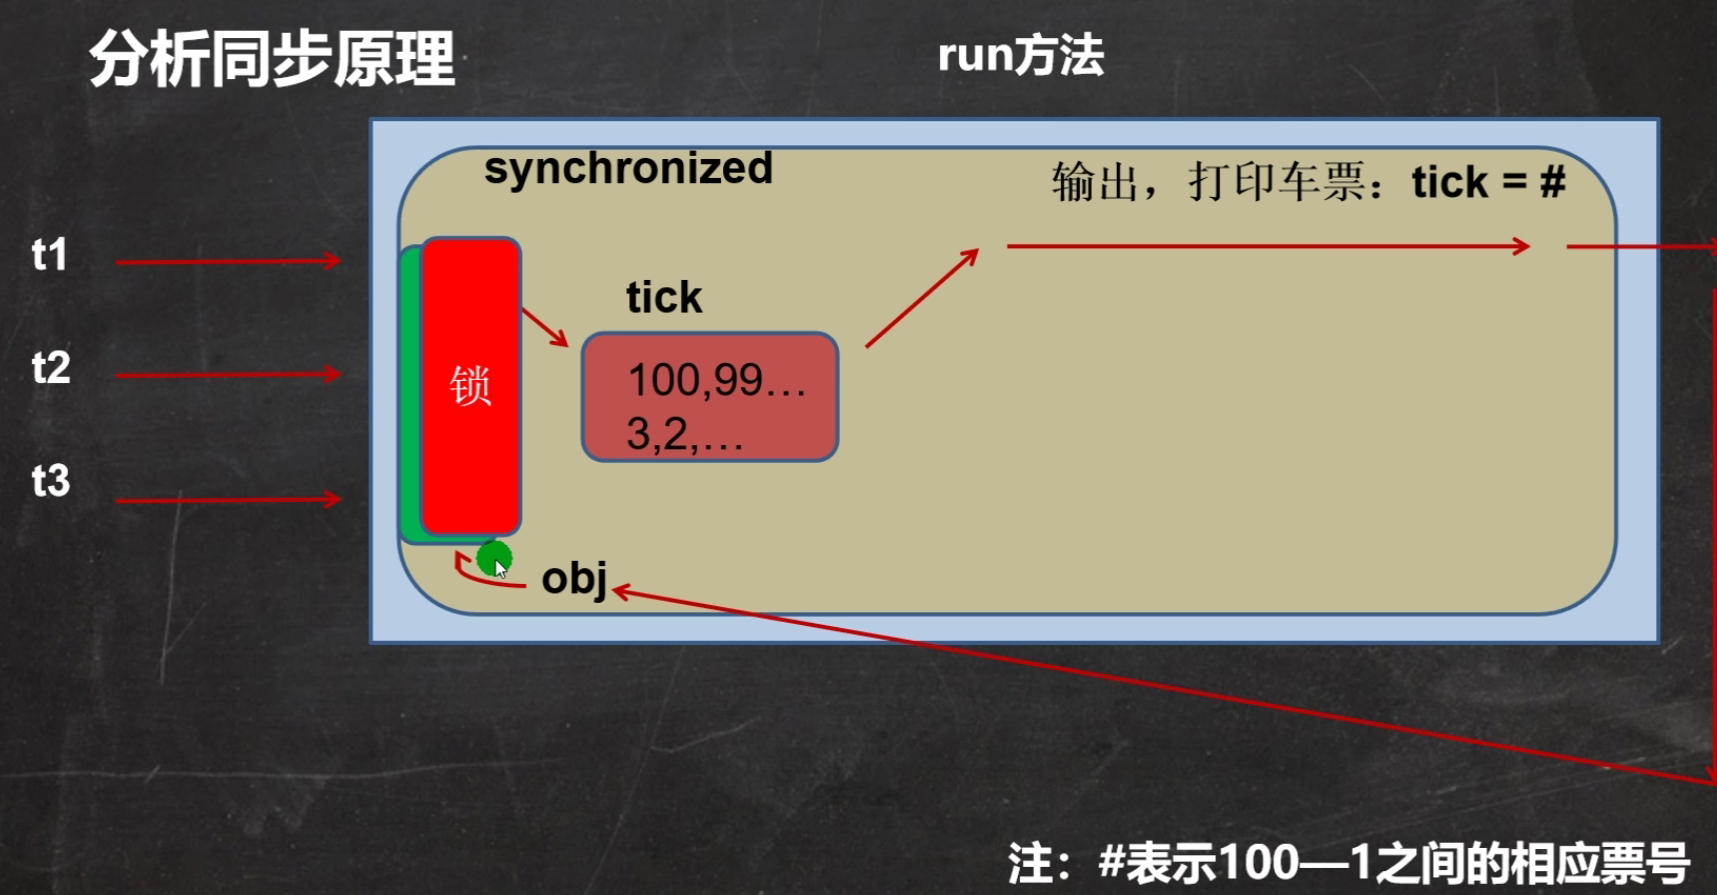 分析同步原理
run方法
synchronized
输出，打印车票：tick = #
t1
tick
t2
锁
100,99…
3,2,…
t3
obj
注：#表示100—1之间的相应票号